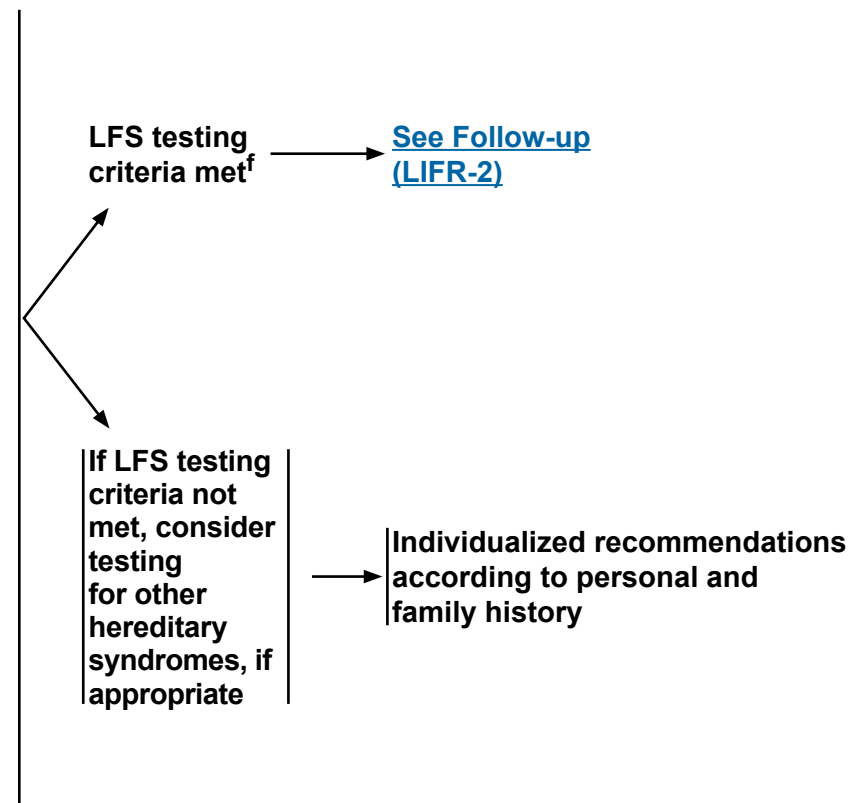 LFS testing
criteria metᶠ
See Follow-up
(LIFR-2)
If LFS testing
criteria not
met, consider
testing
for other
hereditary
syndromes, if
appropriate
Individualized recommendations
according to personal and
family history